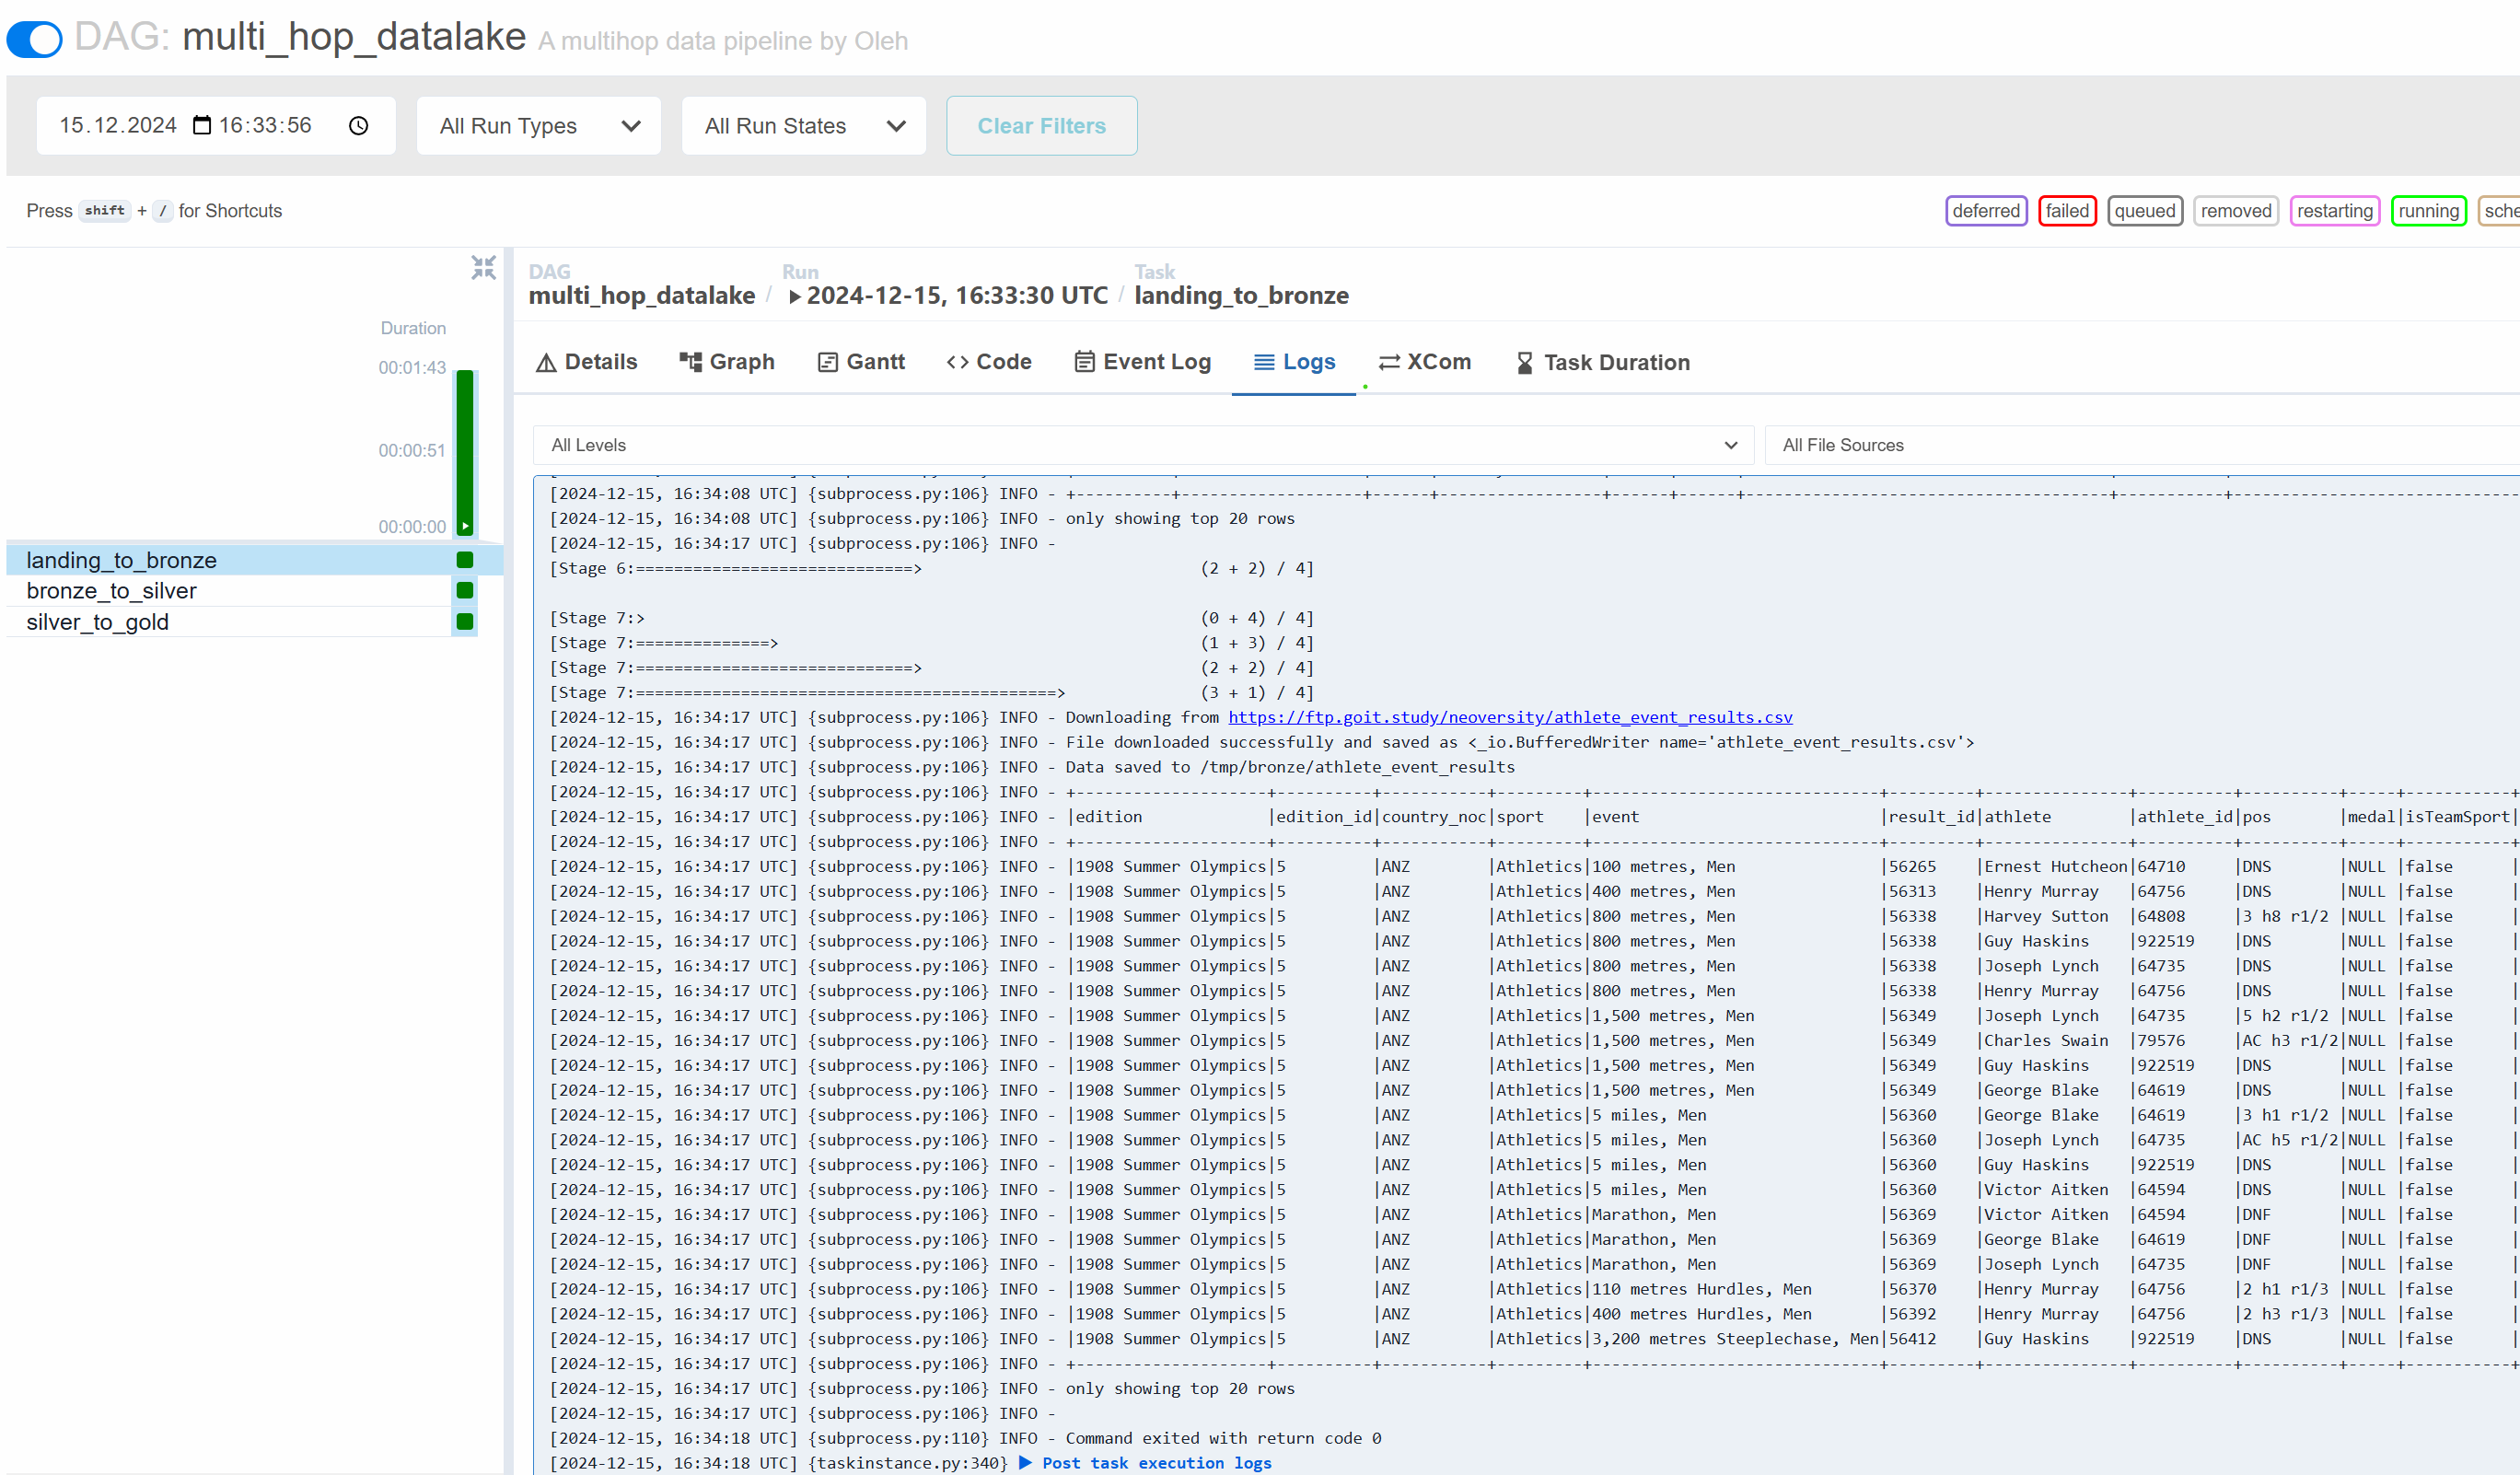 DAG: multi_hop_datalake A multihop data pipeline by Oleh
15.12.2024 16:33:56 All Run Types All Run States Clear Filters
Press shift + / for Shortcuts deferred failed queued removed restarting running sche
DAG Run Task
multi_hop_datalake / 2024-12-15, 16:33:30 UTC / landing_to_bronze
Duration
00:01:43
00:00:51
00:00:00
landing_to_bronze
bronze_to_silver
silver_to_gold
Details Graph Gantt Code Event Log Logs XCom Task Duration
All Levels All File Sources
[2024-12-15, 16:34:08 UTC] {subprocess.py:106} INFO - +----------+-------------------+------+-----------------+------+------+--------------------------------------+-----------+------------------------------
[2024-12-15, 16:34:08 UTC] {subprocess.py:106} INFO - only showing top 20 rows
[2024-12-15, 16:34:17 UTC] {subprocess.py:106} INFO -
[Stage 6:=============================> (2 + 2) / 4]
[Stage 7:> (0 + 4) / 4]
[Stage 7:==============> (1 + 3) / 4]
[Stage 7:=============================> (2 + 2) / 4]
[Stage 7:============================================> (3 + 1) / 4]
[2024-12-15, 16:34:17 UTC] {subprocess.py:106} INFO - Downloading from https://ftp.goit.study/neoversity/athlete_event_results.csv
[2024-12-15, 16:34:17 UTC] {subprocess.py:106} INFO - File downloaded successfully and saved as <_io.BufferedWriter name='athlete_event_results.csv'>
[2024-12-15, 16:34:17 UTC] {subprocess.py:106} INFO - Data saved to /tmp/bronze/athlete_event_results
[2024-12-15, 16:34:17 UTC] {subprocess.py:106} INFO - +--------------------+----------+-----------+---------+------------------------------+---------+---------------+----------+----------+-----+-----------+
[2024-12-15, 16:34:17 UTC] {subprocess.py:106} INFO - |edition |edition_id|country_noc|sport |event |result_id|athlete |athlete_id|pos |medal|isTeamSport|
[2024-12-15, 16:34:17 UTC] {subprocess.py:106} INFO - +--------------------+----------+-----------+---------+------------------------------+---------+---------------+----------+----------+-----+-----------+
[2024-12-15, 16:34:17 UTC] {subprocess.py:106} INFO - |1908 Summer Olympics|5 |ANZ |Athletics|100 metres, Men |56265 |Ernest Hutcheon|64710 |DNS |NULL |false |
[2024-12-15, 16:34:17 UTC] {subprocess.py:106} INFO - |1908 Summer Olympics|5 |ANZ |Athletics|400 metres, Men |56313 |Henry Murray |64756 |DNS |NULL |false |
[2024-12-15, 16:34:17 UTC] {subprocess.py:106} INFO - |1908 Summer Olympics|5 |ANZ |Athletics|800 metres, Men |56338 |Harvey Sutton |64808 |3 h8 r1/2 |NULL |false |
[2024-12-15, 16:34:17 UTC] {subprocess.py:106} INFO - |1908 Summer Olympics|5 |ANZ |Athletics|800 metres, Men |56338 |Guy Haskins |922519 |DNS |NULL |false |
[2024-12-15, 16:34:17 UTC] {subprocess.py:106} INFO - |1908 Summer Olympics|5 |ANZ |Athletics|800 metres, Men |56338 |Joseph Lynch |64735 |DNS |NULL |false |
[2024-12-15, 16:34:17 UTC] {subprocess.py:106} INFO - |1908 Summer Olympics|5 |ANZ |Athletics|800 metres, Men |56338 |Henry Murray |64756 |DNS |NULL |false |
[2024-12-15, 16:34:17 UTC] {subprocess.py:106} INFO - |1908 Summer Olympics|5 |ANZ |Athletics|1,500 metres, Men |56349 |Joseph Lynch |64735 |5 h2 r1/2 |NULL |false |
[2024-12-15, 16:34:17 UTC] {subprocess.py:106} INFO - |1908 Summer Olympics|5 |ANZ |Athletics|1,500 metres, Men |56349 |Charles Swain |79576 |AC h3 r1/2|NULL |false |
[2024-12-15, 16:34:17 UTC] {subprocess.py:106} INFO - |1908 Summer Olympics|5 |ANZ |Athletics|1,500 metres, Men |56349 |Guy Haskins |922519 |DNS |NULL |false |
[2024-12-15, 16:34:17 UTC] {subprocess.py:106} INFO - |1908 Summer Olympics|5 |ANZ |Athletics|1,500 metres, Men |56349 |George Blake |64619 |DNS |NULL |false |
[2024-12-15, 16:34:17 UTC] {subprocess.py:106} INFO - |1908 Summer Olympics|5 |ANZ |Athletics|5 miles, Men |56360 |George Blake |64619 |3 h1 r1/2 |NULL |false |
[2024-12-15, 16:34:17 UTC] {subprocess.py:106} INFO - |1908 Summer Olympics|5 |ANZ |Athletics|5 miles, Men |56360 |Joseph Lynch |64735 |AC h5 r1/2|NULL |false |
[2024-12-15, 16:34:17 UTC] {subprocess.py:106} INFO - |1908 Summer Olympics|5 |ANZ |Athletics|5 miles, Men |56360 |Guy Haskins |922519 |DNS |NULL |false |
[2024-12-15, 16:34:17 UTC] {subprocess.py:106} INFO - |1908 Summer Olympics|5 |ANZ |Athletics|5 miles, Men |56360 |Victor Aitken |64594 |DNS |NULL |false |
[2024-12-15, 16:34:17 UTC] {subprocess.py:106} INFO - |1908 Summer Olympics|5 |ANZ |Athletics|Marathon, Men |56369 |Victor Aitken |64594 |DNF |NULL |false |
[2024-12-15, 16:34:17 UTC] {subprocess.py:106} INFO - |1908 Summer Olympics|5 |ANZ |Athletics|Marathon, Men |56369 |George Blake |64619 |DNF |NULL |false |
[2024-12-15, 16:34:17 UTC] {subprocess.py:106} INFO - |1908 Summer Olympics|5 |ANZ |Athletics|Marathon, Men |56369 |Joseph Lynch |64735 |DNF |NULL |false |
[2024-12-15, 16:34:17 UTC] {subprocess.py:106} INFO - |1908 Summer Olympics|5 |ANZ |Athletics|110 metres Hurdles, Men |56370 |Henry Murray |64756 |2 h1 r1/3 |NULL |false |
[2024-12-15, 16:34:17 UTC] {subprocess.py:106} INFO - |1908 Summer Olympics|5 |ANZ |Athletics|400 metres Hurdles, Men |56392 |Henry Murray |64756 |2 h3 r1/3 |NULL |false |
[2024-12-15, 16:34:17 UTC] {subprocess.py:106} INFO - |1908 Summer Olympics|5 |ANZ |Athletics|3,200 metres Steeplechase, Men|56412 |Guy Haskins |922519 |DNS |NULL |false |
[2024-12-15, 16:34:17 UTC] {subprocess.py:106} INFO - +--------------------+----------+-----------+---------+------------------------------+---------+---------------+----------+----------+-----+-----------+
[2024-12-15, 16:34:17 UTC] {subprocess.py:106} INFO - only showing top 20 rows
[2024-12-15, 16:34:17 UTC] {subprocess.py:106} INFO -
[2024-12-15, 16:34:18 UTC] {subprocess.py:110} INFO - Command exited with return code 0
[2024-12-15, 16:34:18 UTC] {taskinstance.py:340} ▶ Post task execution logs